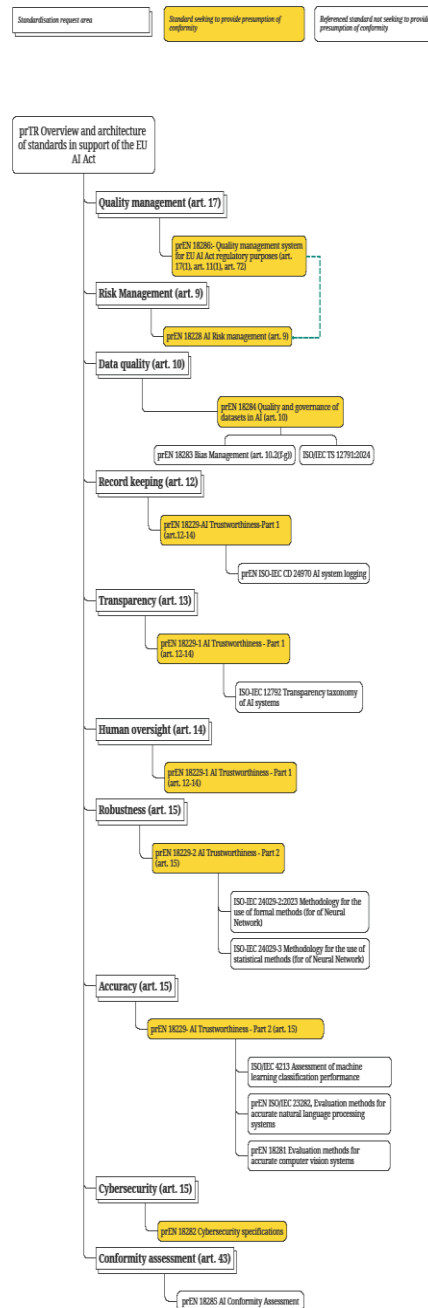 Standardisation request area
Standard seeking to provide presumption of
conformity
Referenced standard not seeking to provide
presumption of conformity
prTR Overview and architecture
of standards in support of the EU
AI Act
Quality management (art. 17)
prEN 18286:- Quality management system
for EU AI Act regulatory purposes (art.
17(1), art. 11(1), art. 72)
Risk Management (art. 9)
prEN 18228 AI Risk management (art. 9)
Data quality (art. 10)
prEN 18284 Quality and governance of
datasets in AI (art. 10)
prEN 18283 Bias Management (art. 10.2(f-g))
ISO/IEC TS 12791:2024
Record keeping (art. 12)
prEN 18229-AI Trustworthiness-Part 1
(art.12-14)
prEN ISO-IEC CD 24970 AI system logging
Transparency (art. 13)
prEN 18229-1 AI Trustworthiness - Part 1
(art. 12-14)
ISO-IEC 12792 Transparency taxonomy
of AI systems
Human oversight (art. 14)
prEN 18229-1 AI Trustworthiness - Part 1
(art. 12-14)
Robustness (art. 15)
prEN 18229-2 AI Trustworthiness - Part 2
(art. 15)
ISO-IEC 24029-2:2023 Methodology for the
use of formal methods (for of Neural
Network)
ISO-IEC 24029-3 Methodology for the use of
statistical methods (for of Neural Network)
Accuracy (art. 15)
prEN 18229- AI Trustworthiness - Part 2 (art. 15)
ISO/IEC 4213 Assessment of machine
learning classification performance
prEN ISO/IEC 23282, Evaluation methods for
accurate natural language processing
systems
prEN 18281 Evaluation methods for
accurate computer vision systems
Cybersecurity (art. 15)
prEN 18282 Cybersecurity specifications
Conformity assessment (art. 43)
prEN 18285 AI Conformity Assessment